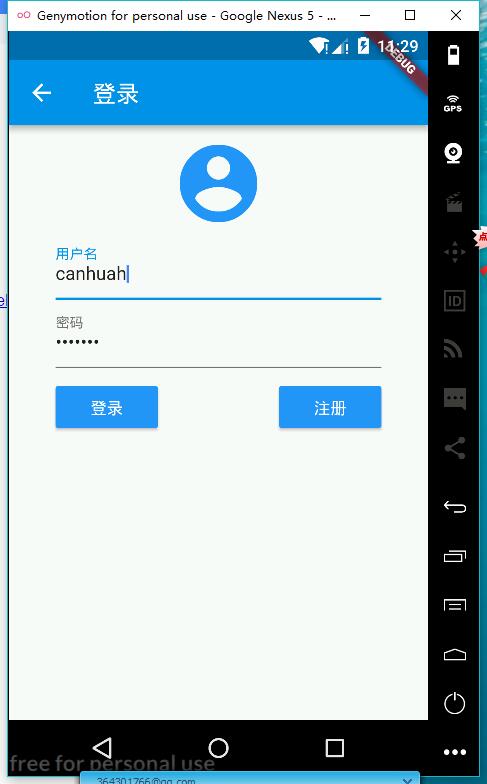 Genymotion for personal use - Google Nexus 5 - ...
11:29
DEBUG
GPS
登录
用户名
canhuah
ID
密码
•••••••
登录
注册
free for personal use
364301766@qq.com
点